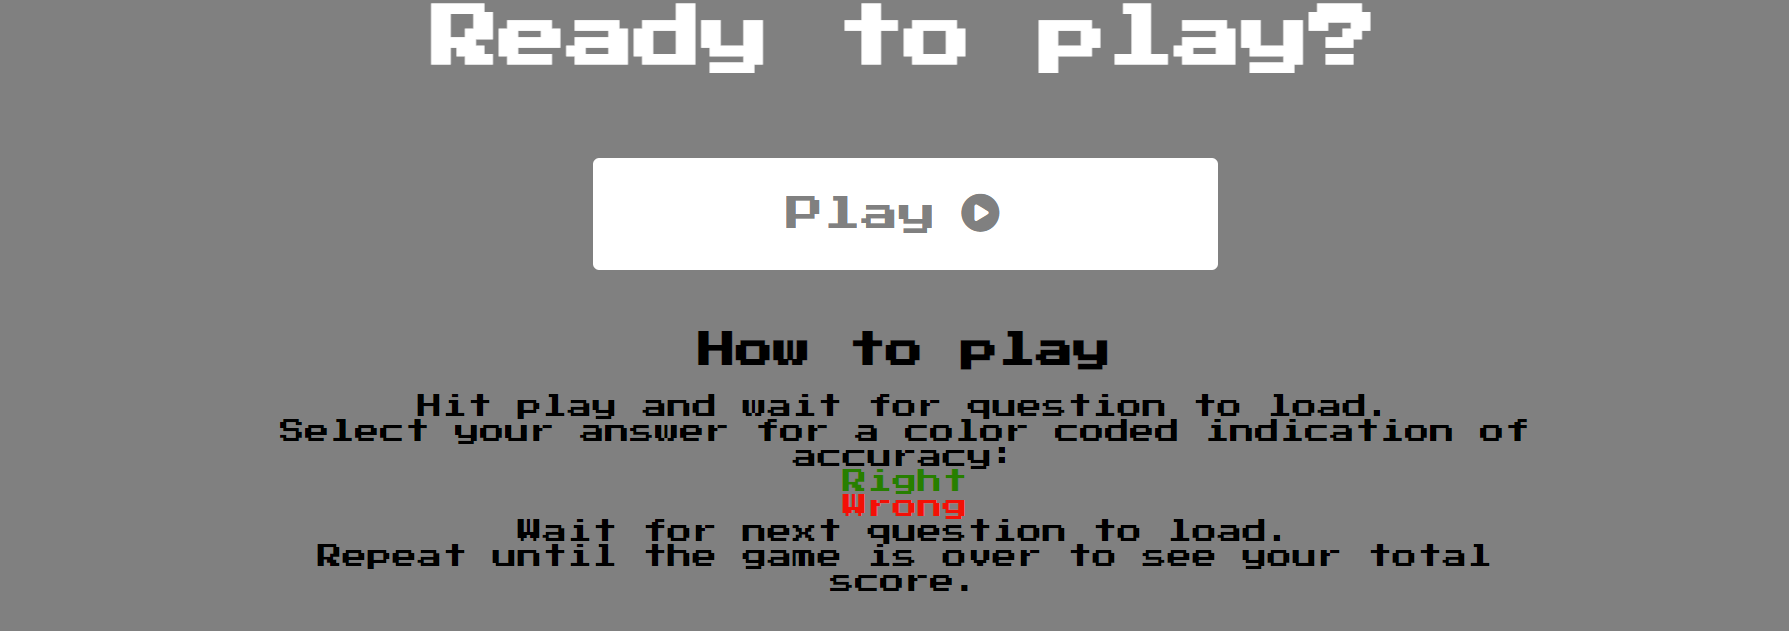 Ready to play?
Play
How to play
Hit play and wait for question to load.
Select your answer for a color coded indication of
accuracy:
Right
Wrong
Wait for next question to load.
Repeat until the game is over to see your total
score.